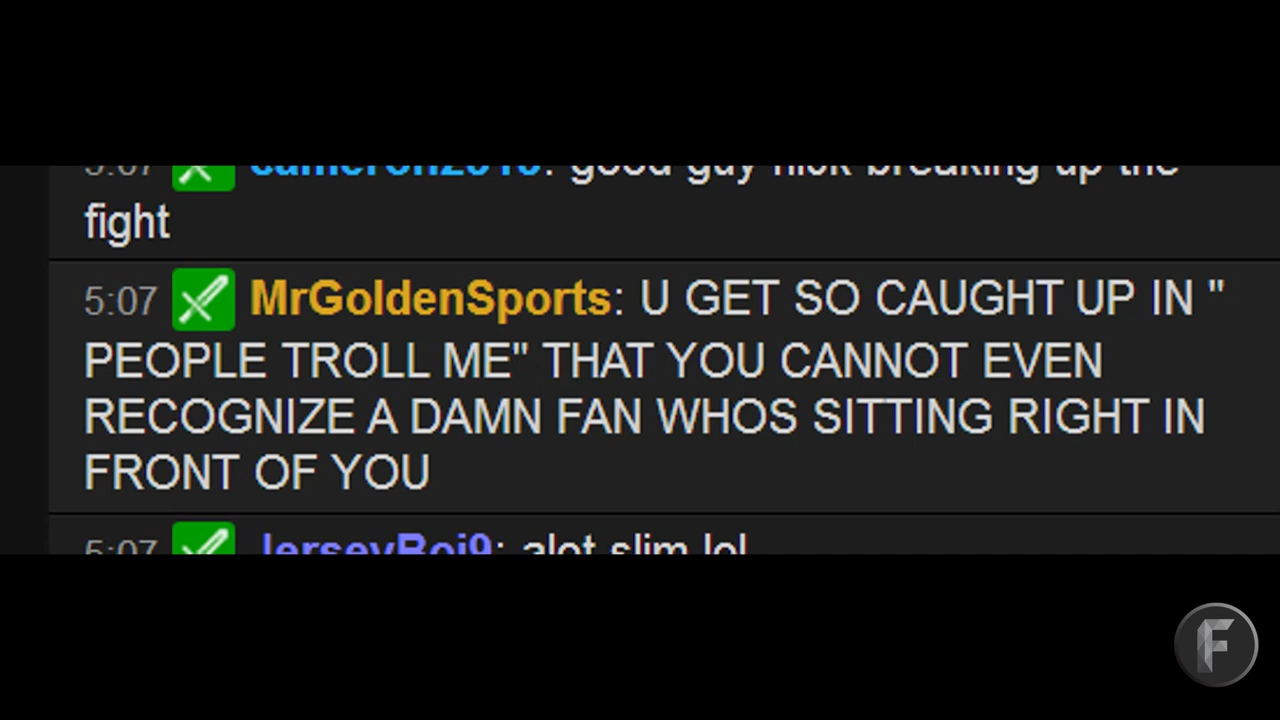 5:07 cameron2616: good guy nick breaking up the
fight
5:07 MrGoldenSports: U GET SO CAUGHT UP IN "
PEOPLE TROLL ME" THAT YOU CANNOT EVEN
RECOGNIZE A DAMN FAN WHOS SITTING RIGHT IN
FRONT OF YOU
5:07 JerseyBoi9: alot slim lol
F